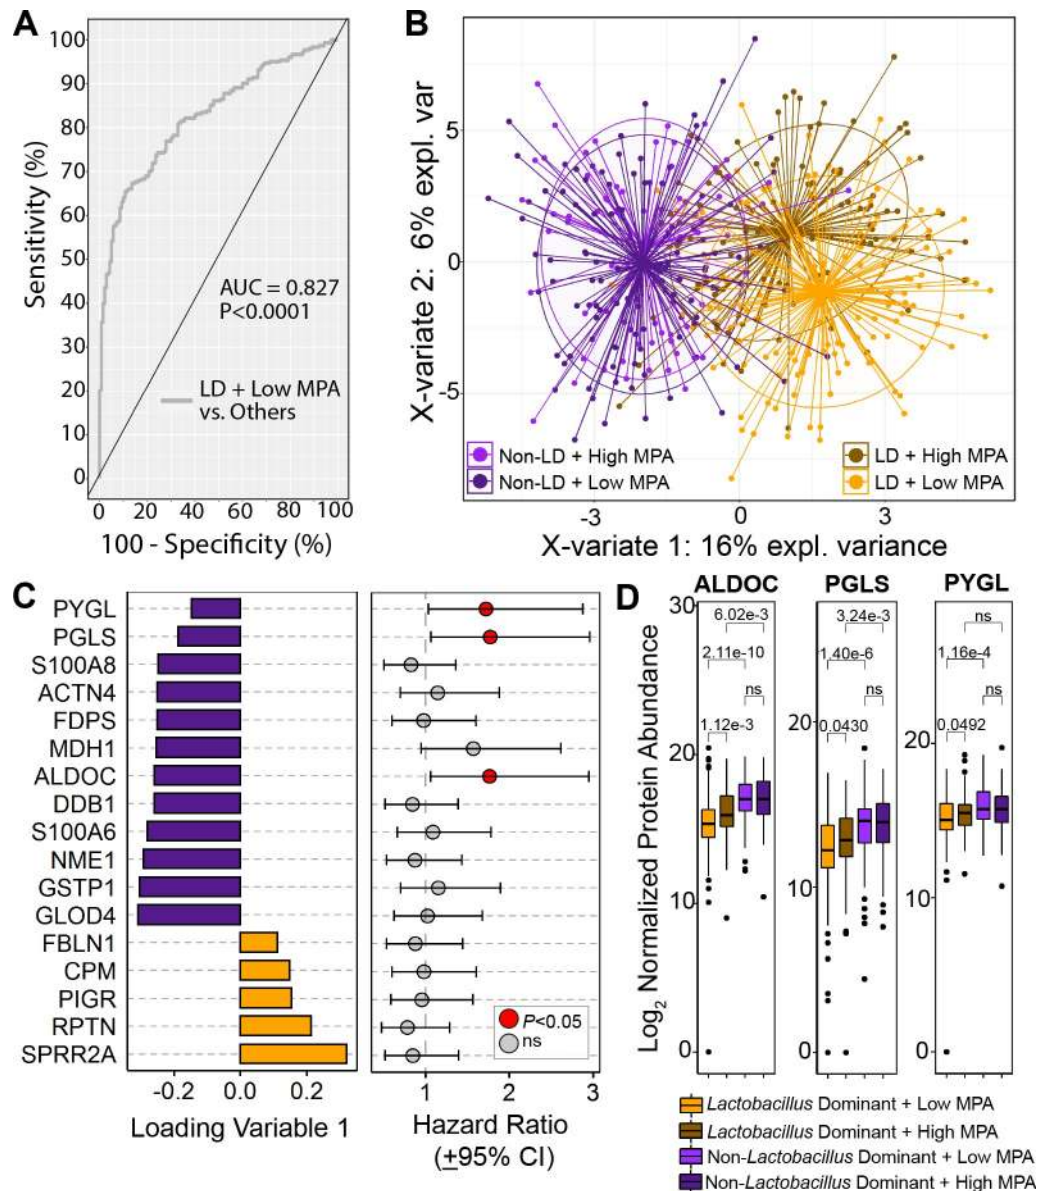 A
100
90
80
70
60
50
40
30
20
10
0
Sensitivity (%)
AUC = 0.827
P<0.0001
LD + Low MPA
vs. Others
0 20 40 60 80 100
100 - Specificity (%)
B
X-variate 2: 6% expl. var
5
0
-5
Non-LD + High MPA
Non-LD + Low MPA
LD + High MPA
LD + Low MPA
-3 0 3
X-variate 1: 16% expl. variance
C
PYGL
PGLS
S100A8
ACTN4
FDPS
MDH1
ALDOC
DDB1
S100A6
NME1
GSTP1
GLOD4
FBLN1
CPM
PIGR
RPTN
SPRR2A
-0.2 0.0 0.2
Loading Variable 1
P<0.05
ns
1 2 3
Hazard Ratio
(±95% CI)
D
Log2 Normalized Protein Abundance
ALDOC
30
20
10
0
6.02e-3
2.11e-10
ns
1.12e-3
PGLS
20
10
0
3.24e-3
1.40e-6
ns
0.0430
PYGL
20
10
0
ns
1.16e-4
ns
0.0492
Lactobacillus Dominant + Low MPA
Lactobacillus Dominant + High MPA
Non-Lactobacillus Dominant + Low MPA
Non-Lactobacillus Dominant + High MPA